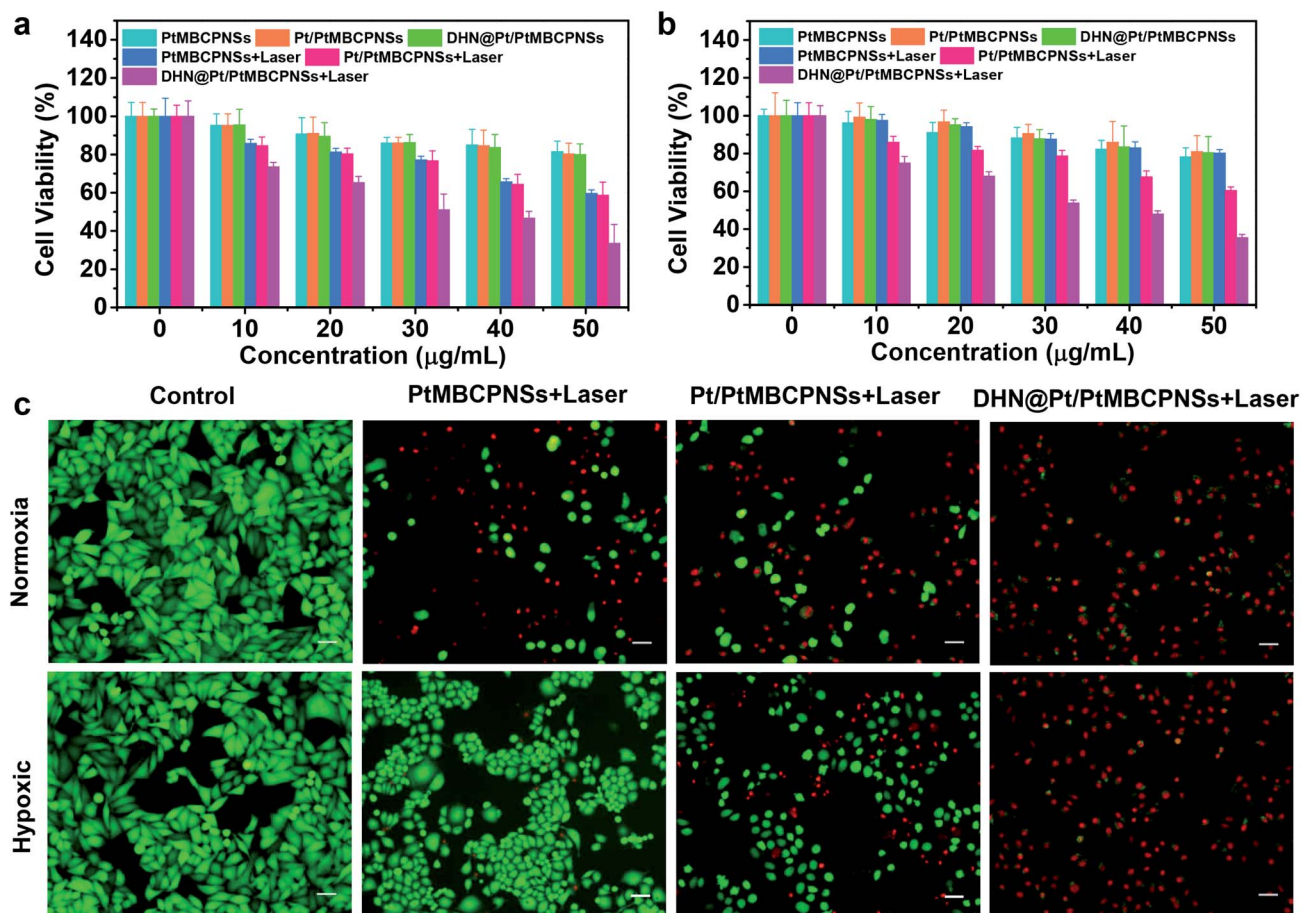 a
140
120
100
80
60
40
20
0
Cell Viability (%)
PtMBCPNSs Pt/PtMBCPNSs DHN@Pt/PtMBCPNSs
PtMBCPNSs+Laser Pt/PtMBCPNSs+Laser
DHN@Pt/PtMBCPNSs+Laser
0 10 20 30 40 50
Concentration (μg/mL)
b
140
120
100
80
60
40
20
0
Cell Viability (%)
PtMBCPNSs Pt/PtMBCPNSs DHN@Pt/PtMBCPNSs
PtMBCPNSs+Laser Pt/PtMBCPNSs+Laser
DHN@Pt/PtMBCPNSs+Laser
0 10 20 30 40 50
Concentration (μg/mL)
c
Control PtMBCPNSs+Laser Pt/PtMBCPNSs+Laser DHN@Pt/PtMBCPNSs+Laser
Normoxia
Hypoxic